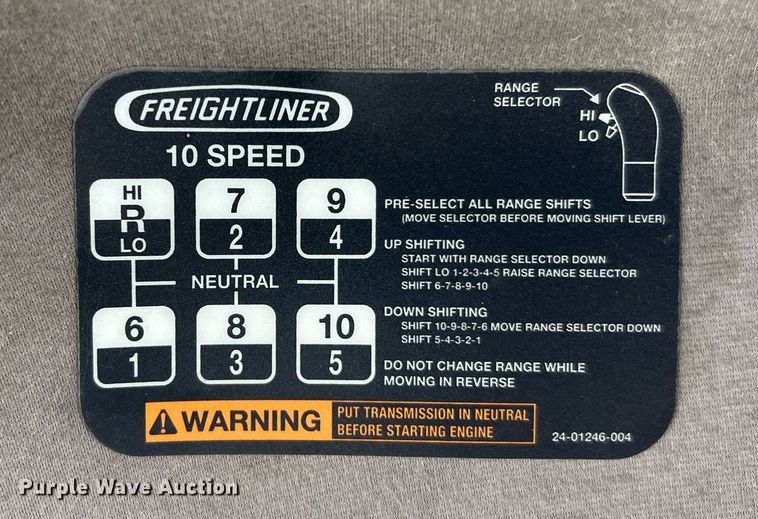 FREIGHTLINER
10 SPEED
RANGE
SELECTOR
HI
LO
HI
R
LO
7
2
9
4
NEUTRAL
6
1
8
3
10
5
PRE-SELECT ALL RANGE SHIFTS
(MOVE SELECTOR BEFORE MOVING SHIFT LEVER)
UP SHIFTING
START WITH RANGE SELECTOR DOWN
SHIFT LO 1-2-3-4-5 RAISE RANGE SELECTOR
SHIFT 6-7-8-9-10
DOWN SHIFTING
SHIFT 10-9-8-7-6 MOVE RANGE SELECTOR DOWN
SHIFT 5-4-3-2-1
DO NOT CHANGE RANGE WHILE
MOVING IN REVERSE
WARNING
PUT TRANSMISSION IN NEUTRAL
BEFORE STARTING ENGINE
24-01246-004
Purple Wave Auction